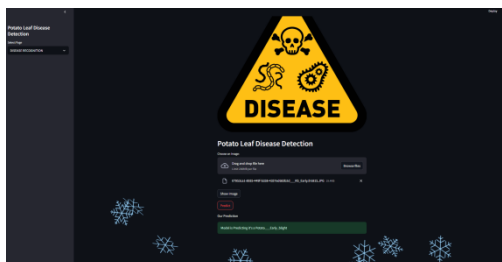 Deploy
Potato Leaf Disease
Detection
Select Page
DISEASE RECOGNITION
DISEASE
Potato Leaf Disease Detection
Choose an Image:
Drag and drop file here
Browse files
Show Image
Predict
Our Prediction
Model is Predicting it's a Potato___Early_blight